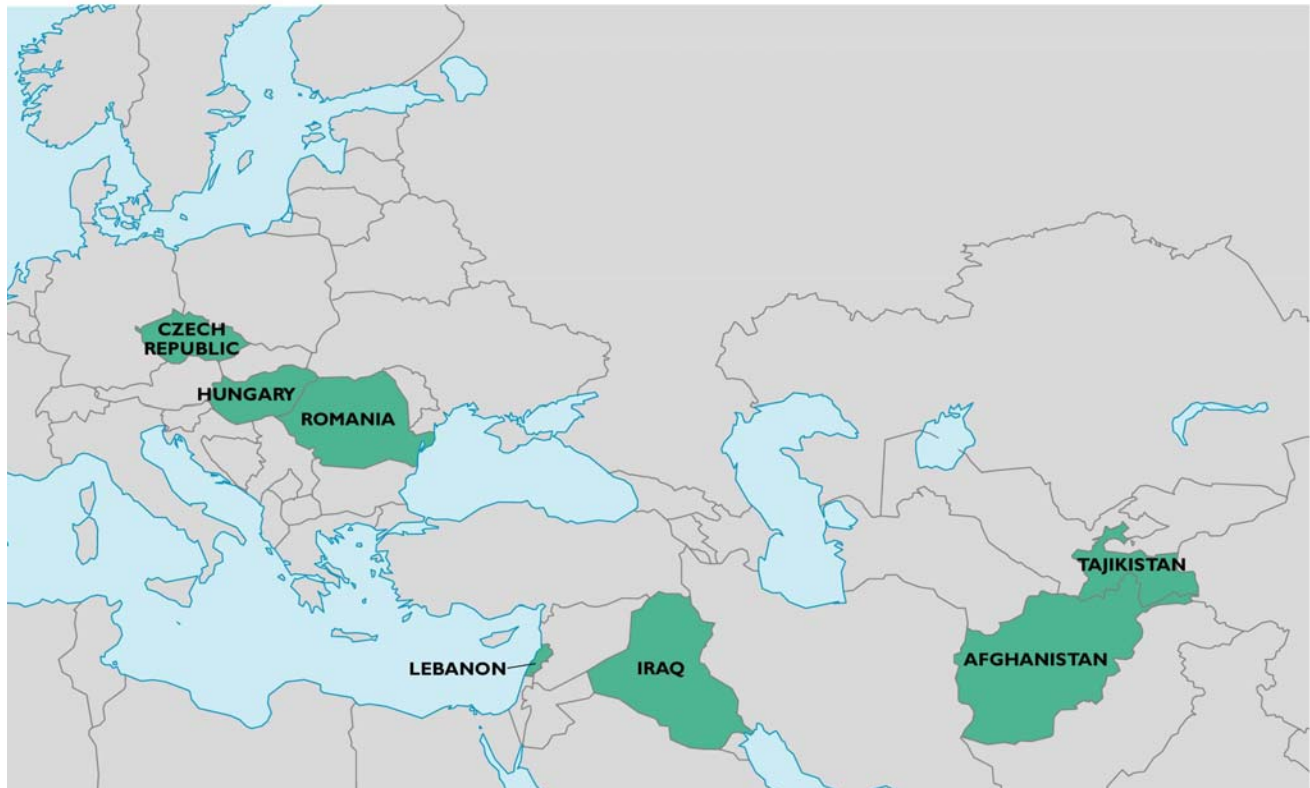 CZECH
REPUBLIC
HUNGARY
ROMANIA
TAJIKISTAN
LEBANON
IRAQ
AFGHANISTAN